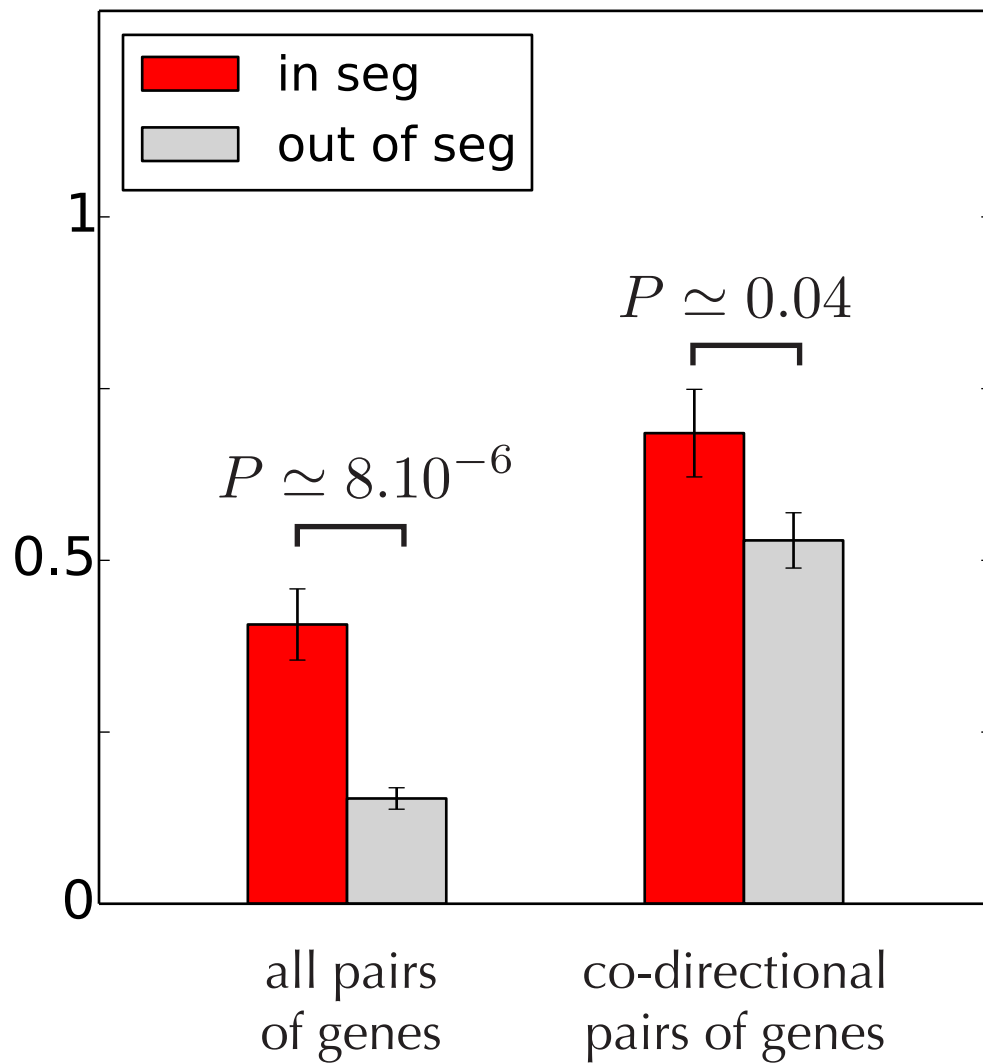 in seg
out of seg
1
P ≃ 0.04
P ≃ 8.10⁻⁶
0.5
0
all pairs
of genes
co-directional
pairs of genes